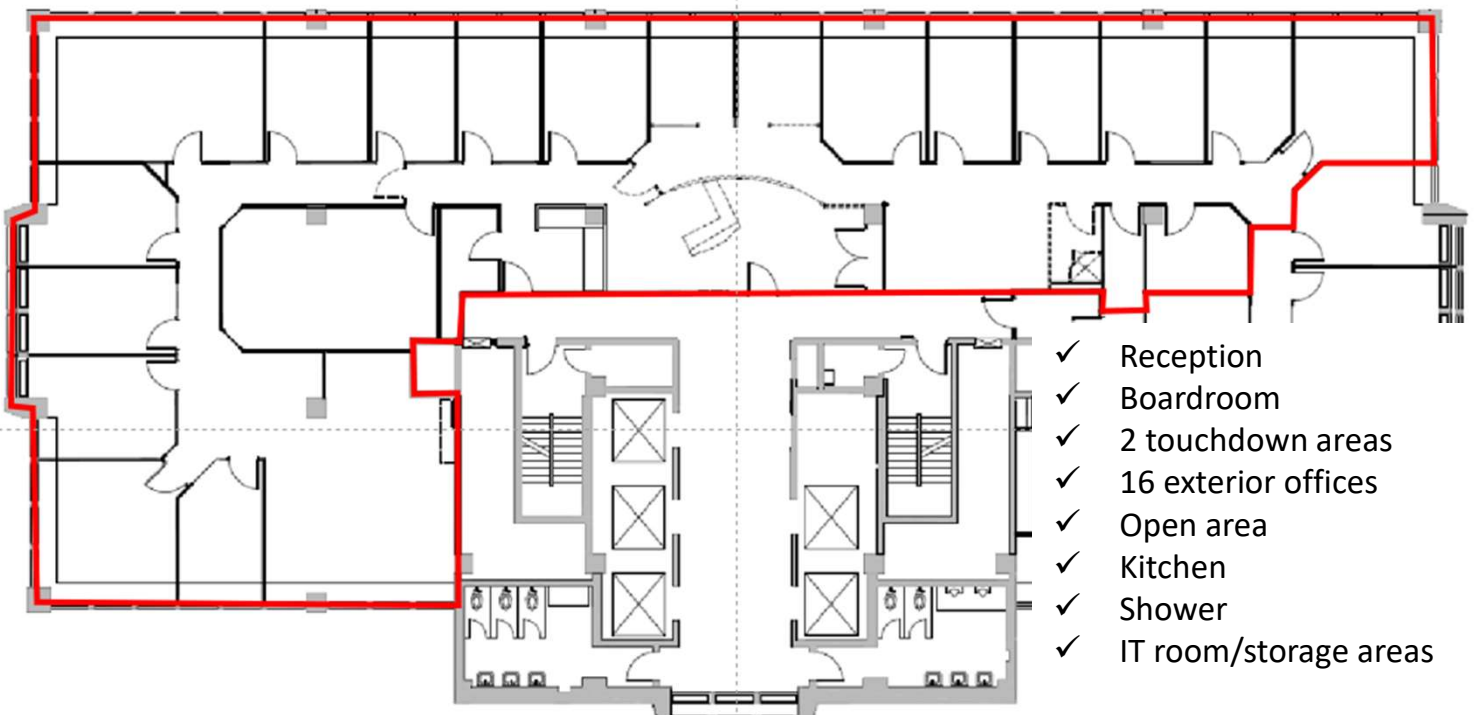 ✓ Reception
✓ Boardroom
✓ 2 touchdown areas
✓ 16 exterior offices
✓ Open area
✓ Kitchen
✓ Shower
✓ IT room/storage areas